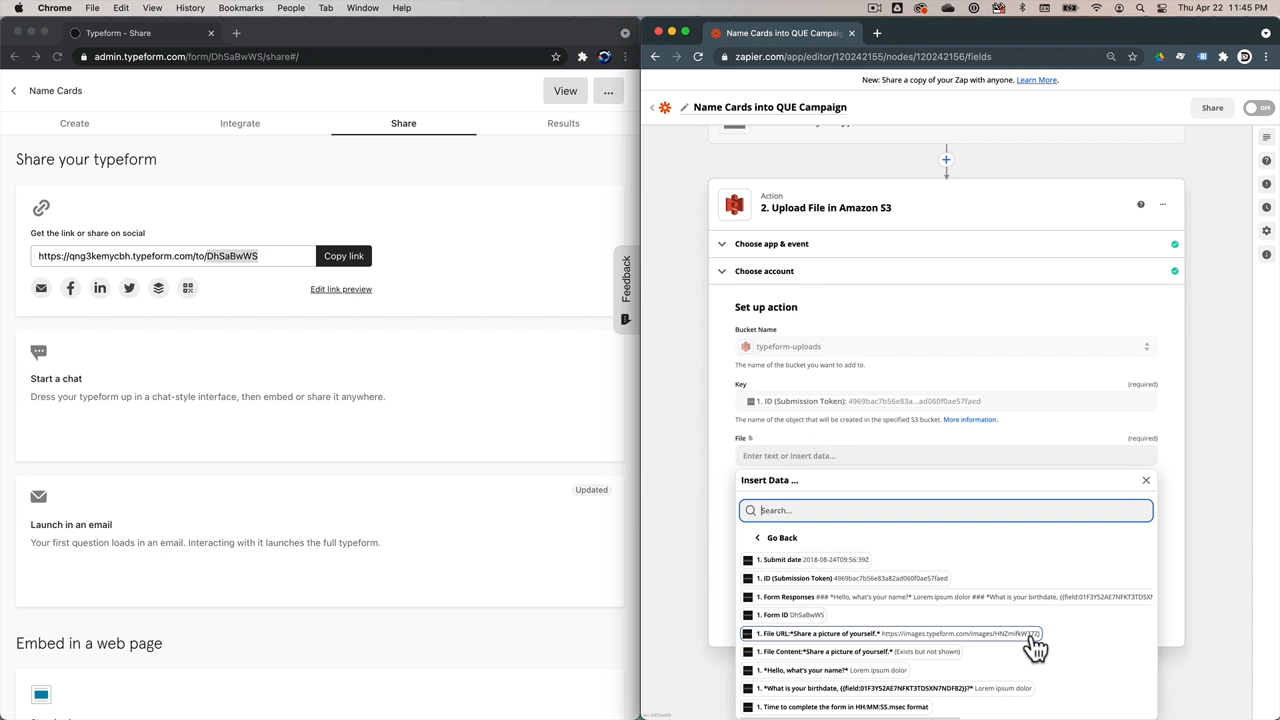 Chrome File Edit View History Bookmarks People Tab Window Help
Thu Apr 22 11:45 PM
Typeform - Share
Name Cards into QUE Campai
admin.typeform.com/form/DhSaBwWS/share#/
zapier.com/app/editor/120242155/nodes/120242156/fields
New: Share a copy of your Zap with anyone. Learn More.
Name Cards
View
...
Name Cards into QUE Campaign
Share
OFF
Create
Integrate
Share
Results
Share your typeform
Get the link or share on social
https://qng3kemycbh.typeform.com/to/DhSaBwWS
Copy link
Edit link preview
Feedback
Start a chat
Dress your typeform up in a chat-style interface, then embed or share it anywhere.
Updated
Launch in an email
Your first question loads in an email. Interacting with it launches the full typeform.
Embed in a web page
Action
2. Upload File in Amazon S3
Choose app & event
Choose account
Set up action
Bucket Name
typeform-uploads
The name of the bucket you want to add to.
Key
(required)
1. ID (Submission Token): 4969bac7b56e83a...ad060f0ae57faed
The name of the object that will be created in the specified S3 bucket. More information.
File
(required)
Enter text or insert data...
Insert Data ...
Search...
Go Back
1. Submit date 2018-08-24T09:56:39Z
1. ID (Submission Token) 4969bac7b56e83a82ad060f0ae57faed
1. Form Responses ### *Hello, what's your name?* Lorem ipsum dolor ### *What is your birthdate, {{field:01F3Y52AE7NFKT3TD5XN
1. Form ID DhSaBwWS
1. File URL:*Share a picture of yourself.* https://images.typeform.com/images/HNZmifkW
1. File Content:*Share a picture of yourself.* (Exists but not shown)
1. *Hello, what's your name?* Lorem ipsum dolor
1. *What is your birthdate, {{field:01F3Y52AE7NFKT3TD5XN7NDF82}}?* Lorem ipsum dolor
1. Time to complete the form in HH:MM:SS.msec format